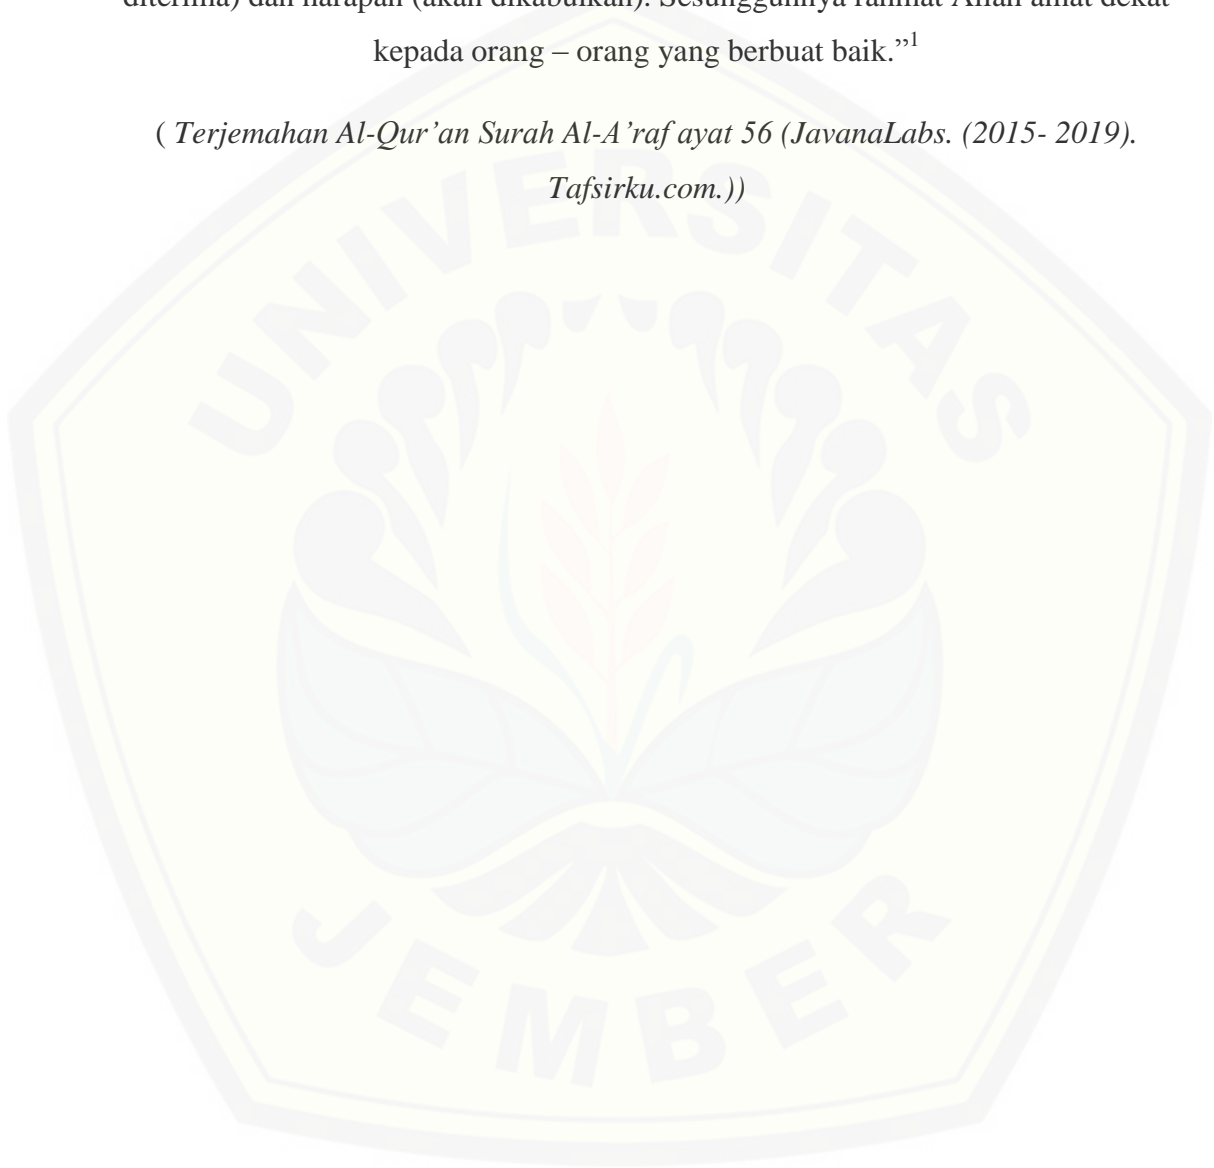 diterima) dan harapan (akan dikabulkan). Sesungguhnya rahmat Allah amat dekat
kepada orang – orang yang berbuat baik.”1
( Terjemahan Al-Qur’an Surah Al-A’raf ayat 56 (JavanaLabs. (2015- 2019).
Tafsirku.com.))
UNIVERSITAS
JEMBER